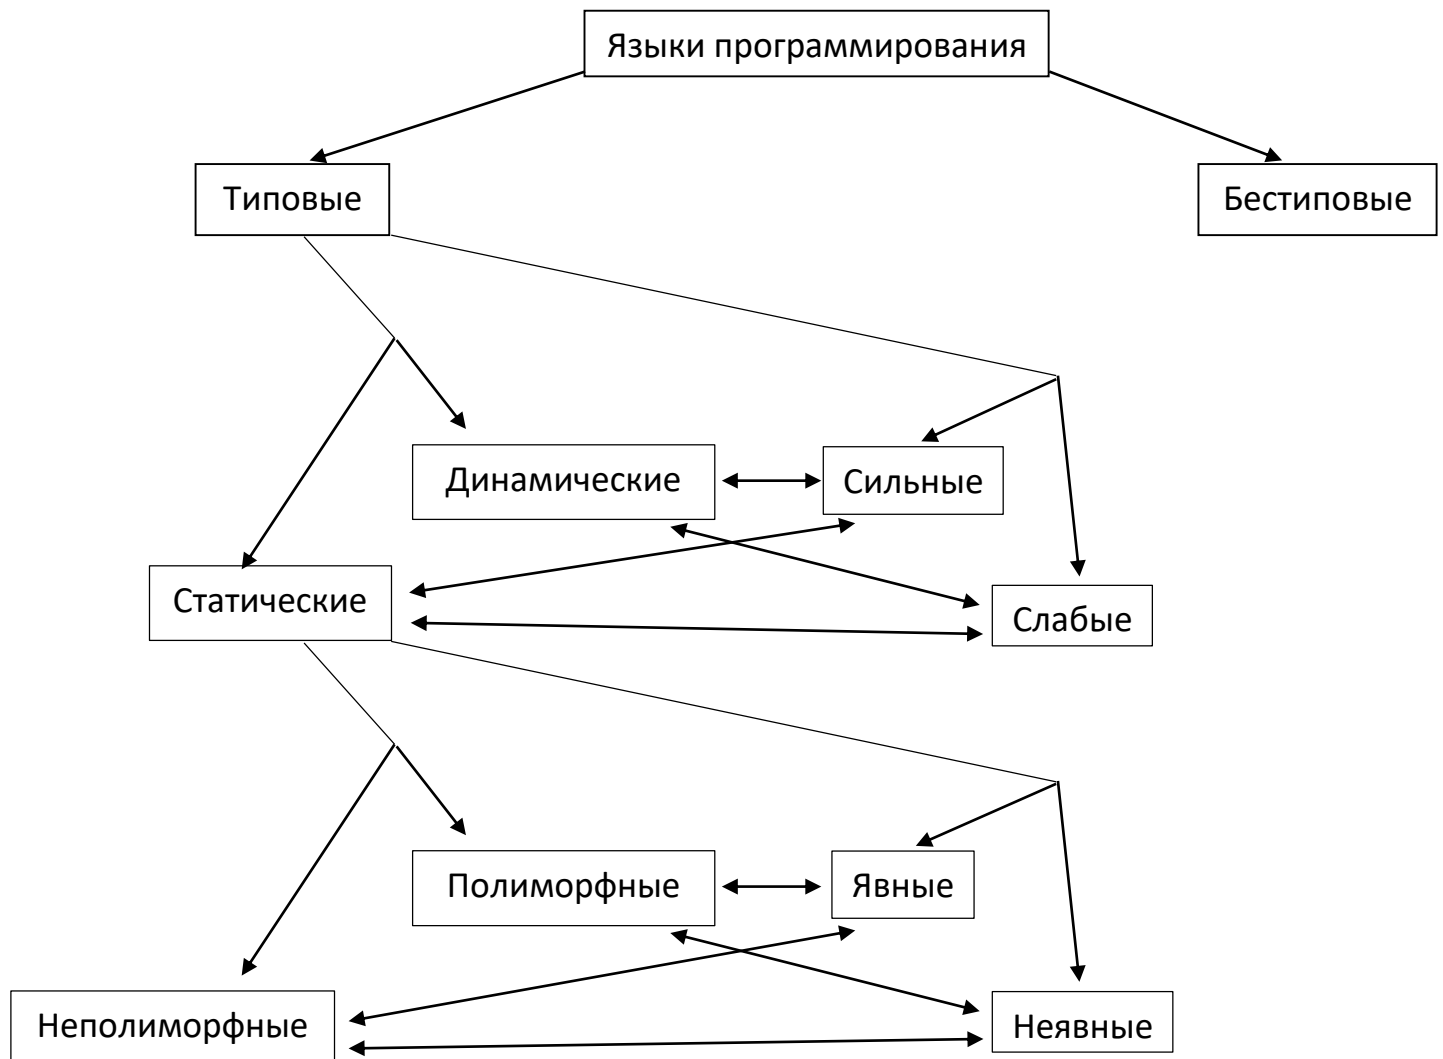 Языки программирования
Типовые
Бестиповые
Динамические
Сильные
Статические
Слабые
Полиморфные
Явные
Неполиморфные
Неявные